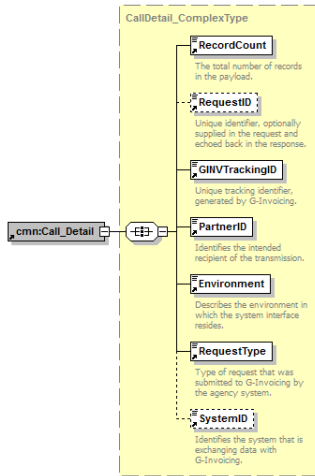 CallDetail_ComplexType
RecordCount
The total number of records
in the payload.
RequestID
Unique identifier, optionally
supplied in the request and
echoed back in the response.
GINVTrackingID
Unique tracking identifier,
generated by G-Invoicing.
cmn:Call_Detail
PartnerID
Identifies the intended
recipient of the transmission.
Environment
Describes the environment in
which the system interface
resides.
RequestType
Type of request that was
submitted to G-Invoicing by
the agency system.
SystemID
Identifies the system that is
exchanging data with
G-Invoicing.